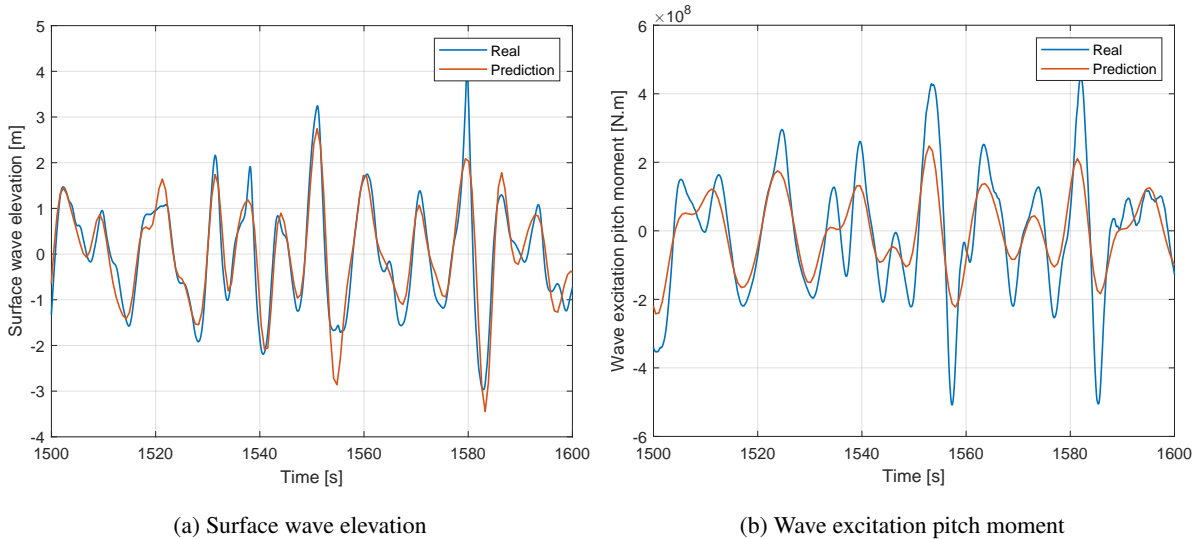 5
4
3
2
1
0
-1
-2
-3
-4
Surface wave elevation [m]
1500 1520 1540 1560 1580 1600
Time [s]
Real
Prediction
(a) Surface wave elevation
×10⁸
6
4
2
0
-2
-4
-6
Wave excitation pitch moment [N.m]
1500 1520 1540 1560 1580 1600
Time [s]
Real
Prediction
(b) Wave excitation pitch moment